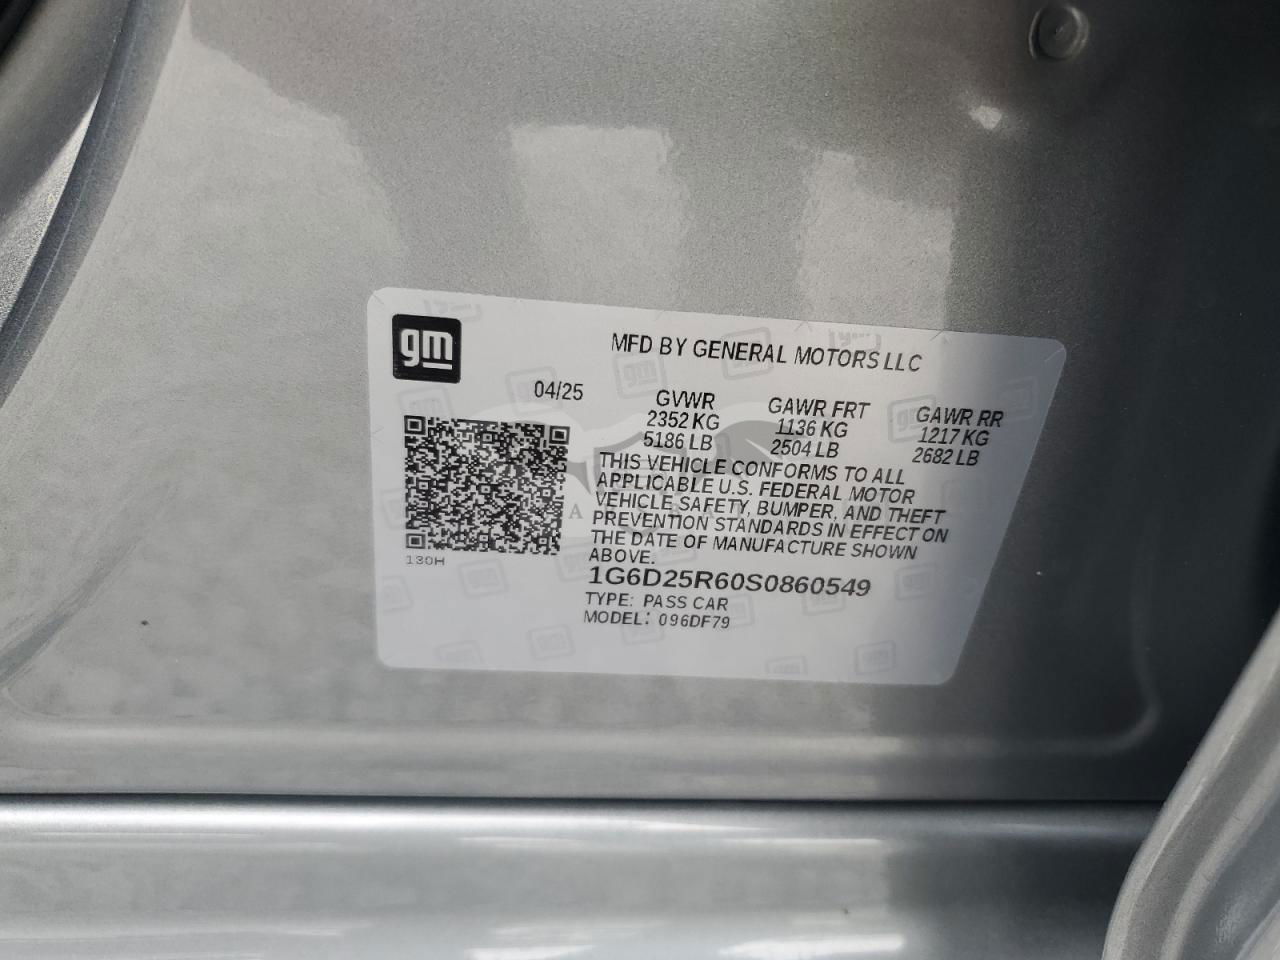 gm
MFD BY GENERAL MOTORS LLC
04/25
GVWR GAWR FRT GAWR RR
2352 KG 1136 KG 1217 KG
5186 LB 2504 LB 2682 LB
THIS VEHICLE CONFORMS TO ALL
APPLICABLE U.S. FEDERAL MOTOR
VEHICLE SAFETY, BUMPER, AND THEFT
PREVENTION STANDARDS IN EFFECT ON
THE DATE OF MANUFACTURE SHOWN
ABOVE.
130H
1G6D25R60S0860549
TYPE: PASS CAR
MODEL: 096DF79